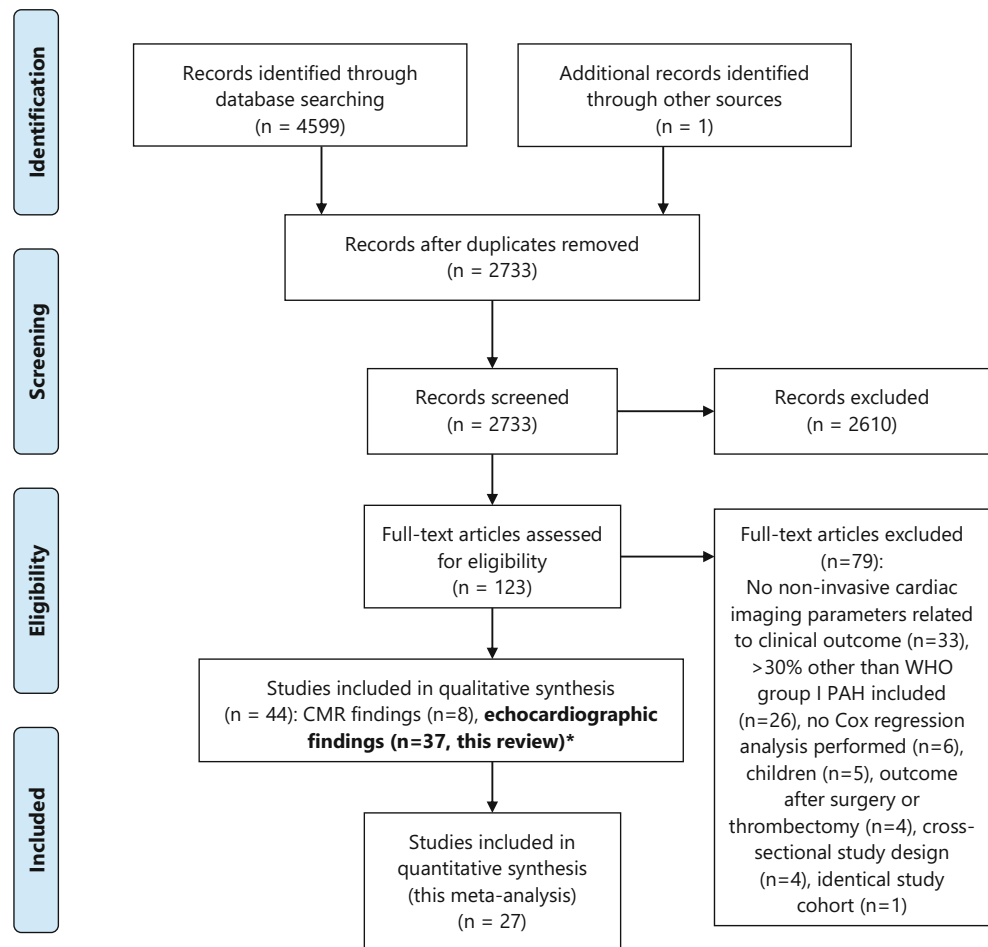 Identification
Records identified through
database searching
(n = 4599)
Additional records identified
through other sources
(n = 1)
Records after duplicates removed
(n = 2733)
Screening
Records screened
(n = 2733)
Records excluded
(n = 2610)
Eligibility
Full-text articles assessed
for eligibility
(n = 123)
Full-text articles excluded
(n=79):
No non-invasive cardiac
imaging parameters related
to clinical outcome (n=33),
>30% other than WHO
group I PAH included
(n=26), no Cox regression
analysis performed (n=6),
children (n=5), outcome
after surgery or
thrombectomy (n=4), cross-
sectional study design
(n=4), identical study
cohort (n=1)
Studies included in qualitative synthesis
(n = 44): CMR findings (n=8), echocardiographic
findings (n=37, this review)*
Included
Studies included in
quantitative synthesis
(this meta-analysis)
n = 27